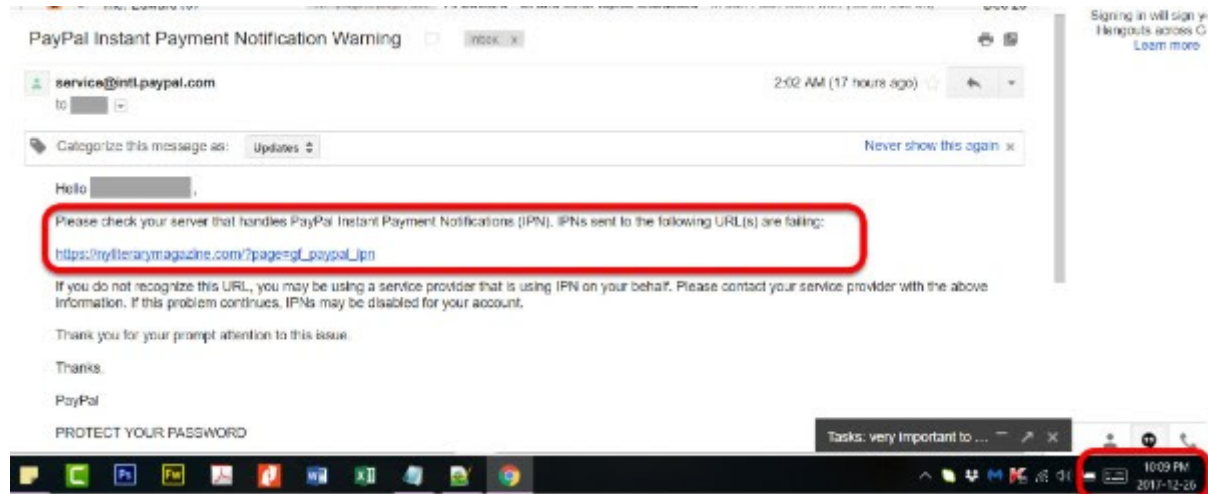 Signing in will sign y
Hangouts across G
Learn more
PayPal Instant Payment Notification Warning
Inbox x
service@intl.paypal.com
2:02 AM (17 hours ago)
to
Categorize this message as: Updates
Never show this again x
Hello ,
Please check your server that handles PayPal Instant Payment Notifications (IPN). IPNs sent to the following URL(s) are failing:
https://nyliterarymagazine.com/?page=gf_paypal_ipn
If you do not recognize this URL, you may be using a service provider that is using IPN on your behalf. Please contact your service provider with the above
information. If this problem continues, IPNs may be disabled for your account.
Thank you for your prompt attention to this issue.
Thanks,
PayPal
PROTECT YOUR PASSWORD
Tasks: very important to ...
10:09 PM
2017-12-26